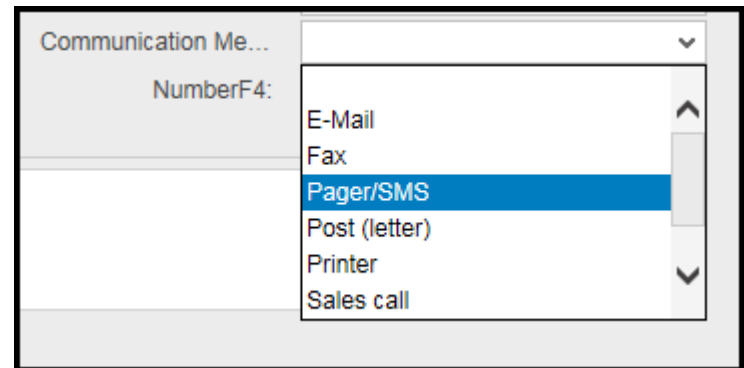 Communication Me...
NumberF4:
E-Mail
Fax
Pager/SMS
Post (letter)
Printer
Sales call